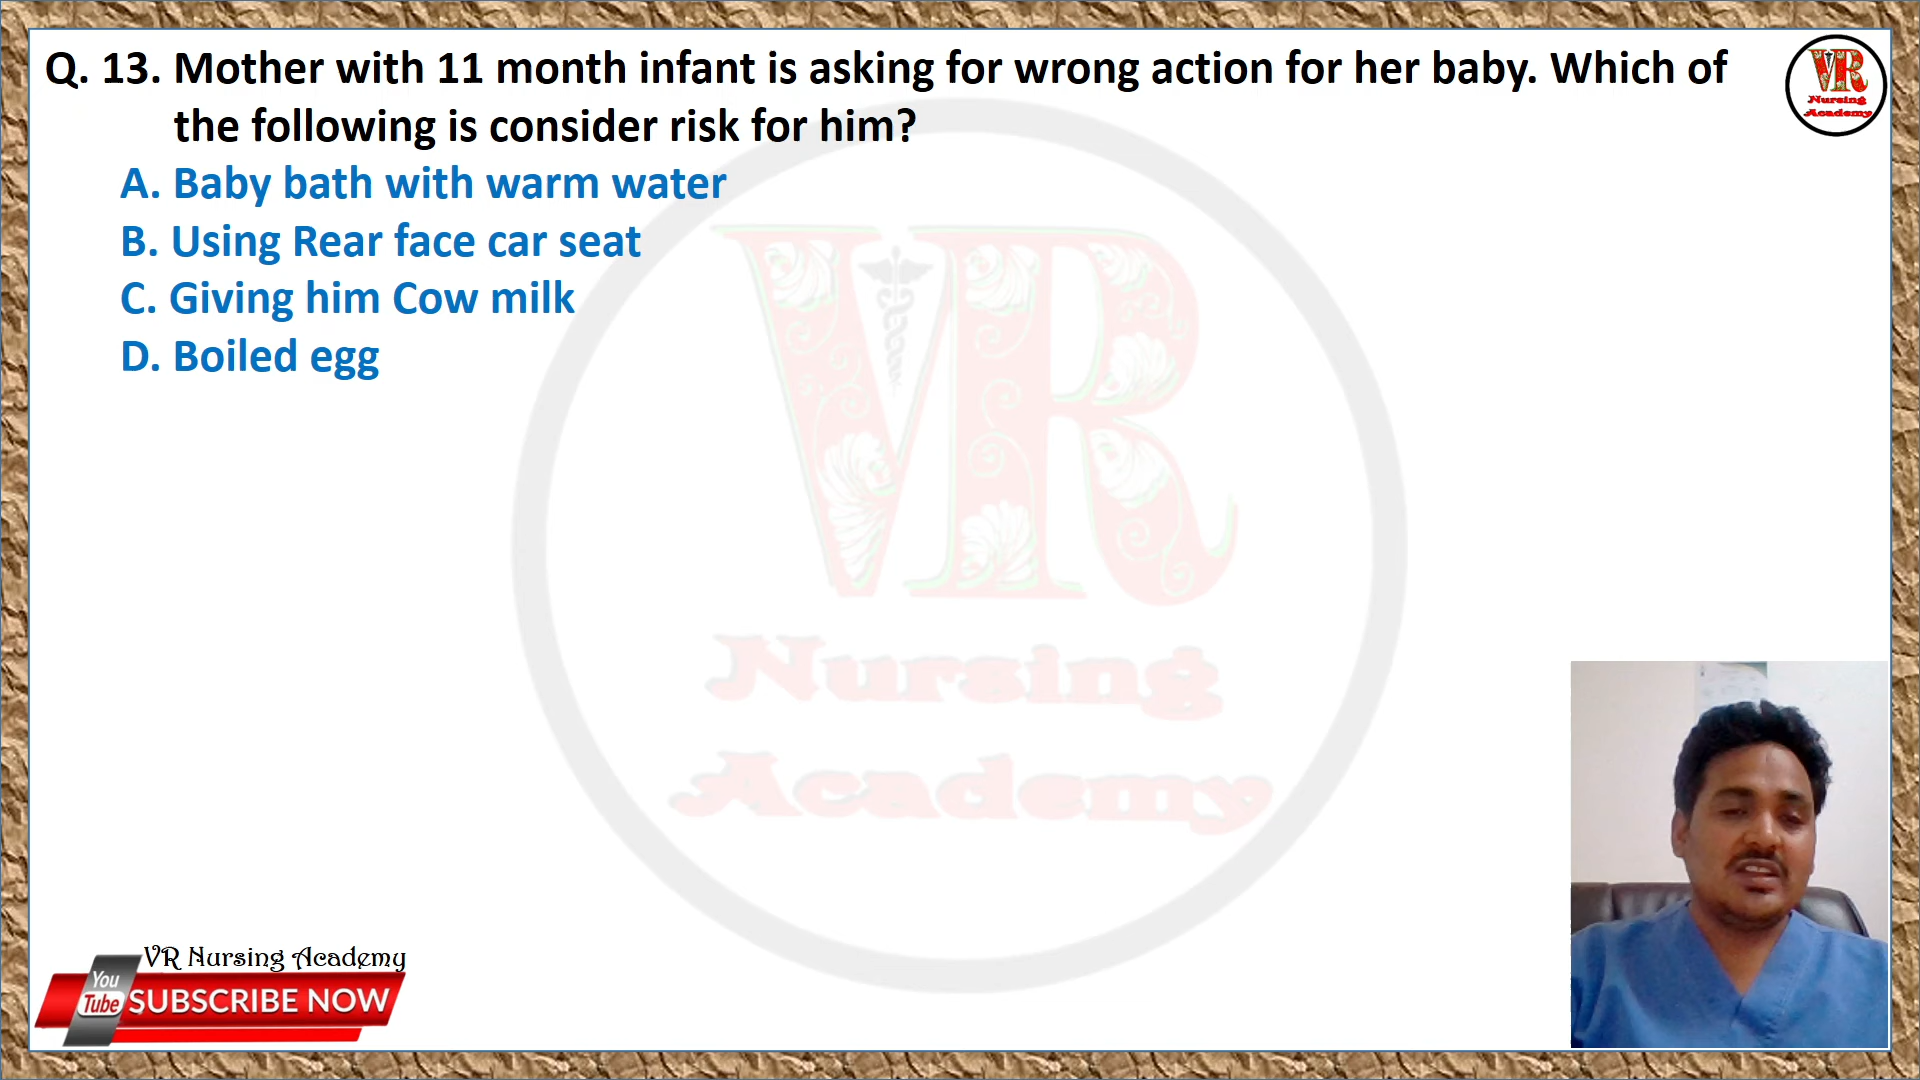 Q. 13. Mother with 11 month infant is asking for wrong action for her baby. Which of
the following is consider risk for him?
A. Baby bath with warm water
B. Using Rear face car seat
C. Giving him Cow milk
D. Boiled egg
VR
Nursing
Academy
VR
Nursing
Academy
VR Nursing Academy
You
Tube
SUBSCRIBE NOW